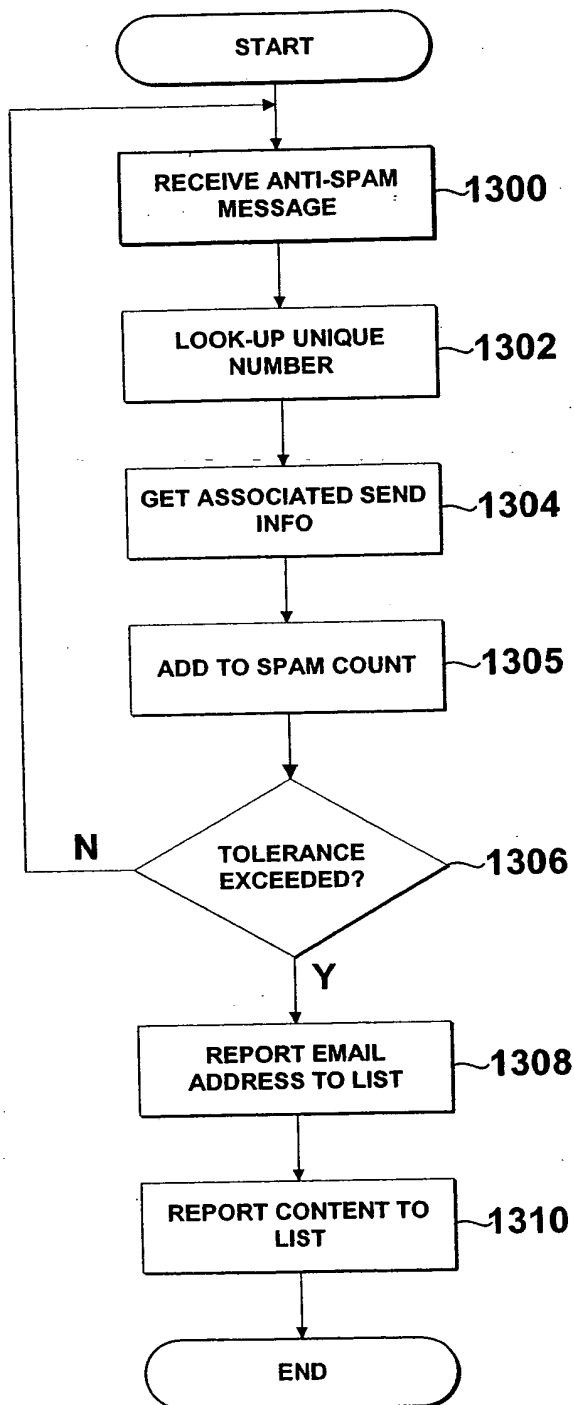 START
RECEIVE ANTI-SPAM
MESSAGE
1300
LOOK-UP UNIQUE
NUMBER
1302
GET ASSOCIATED SEND
INFO
1304
ADD TO SPAM COUNT
1305
N
TOLERANCE
EXCEEDED?
1306
Y
REPORT EMAIL
ADDRESS TO LIST
1308
REPORT CONTENT TO
LIST
1310
END